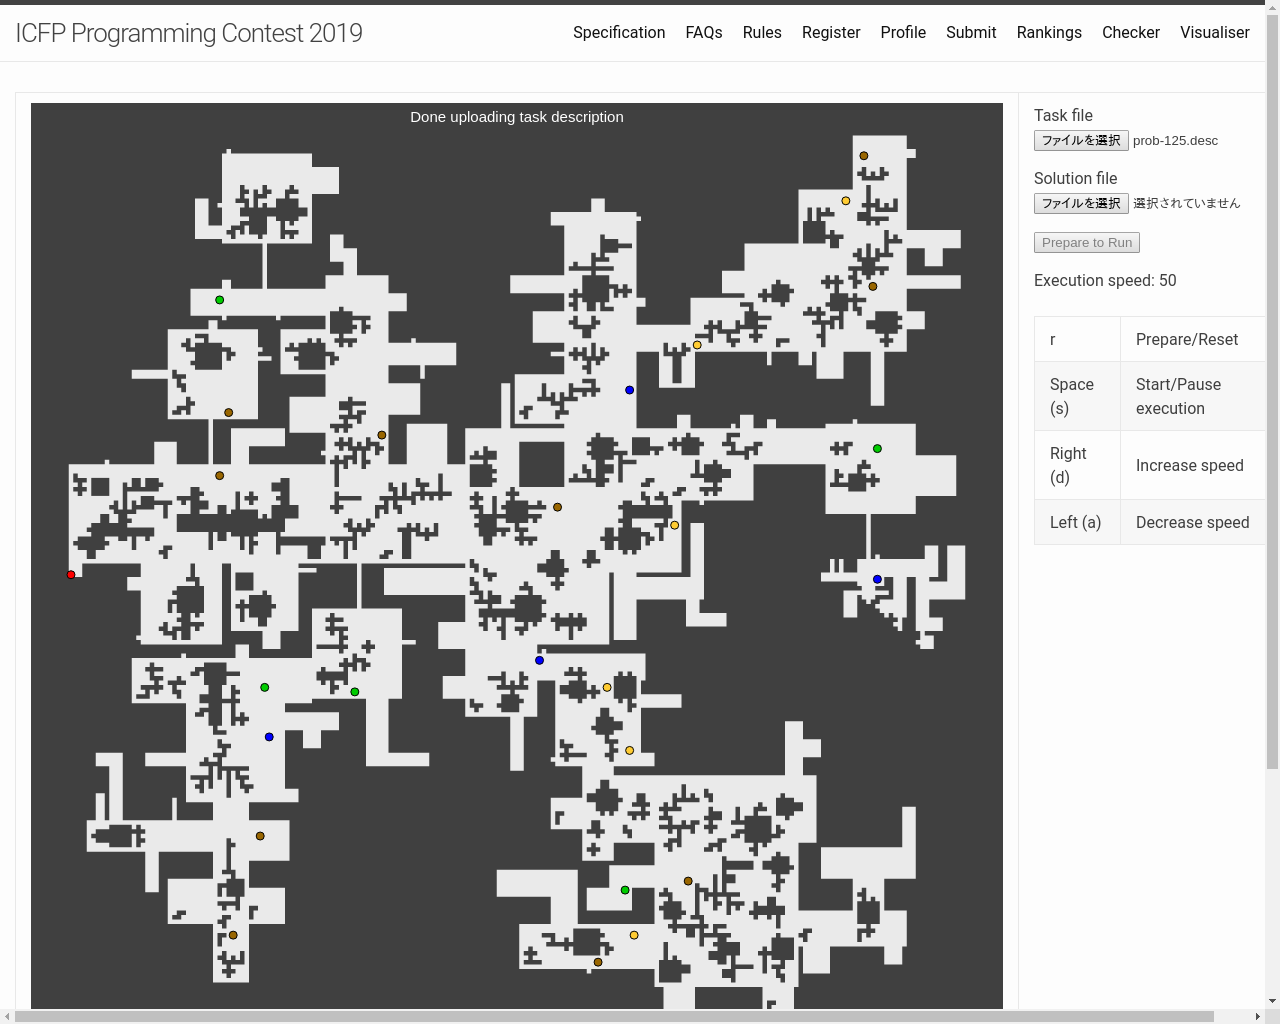 ICFP Programming Contest 2019
Specification FAQs Rules Register Profile Submit Rankings Checker Visualiser
Done uploading task description
Task file
ファイルを選択 prob-125.desc
Solution file
ファイルを選択 選択されていません
Prepare to Run
Execution speed: 50
r Prepare/Reset
Space (s) Start/Pause execution
Right (d) Increase speed
Left (a) Decrease speed